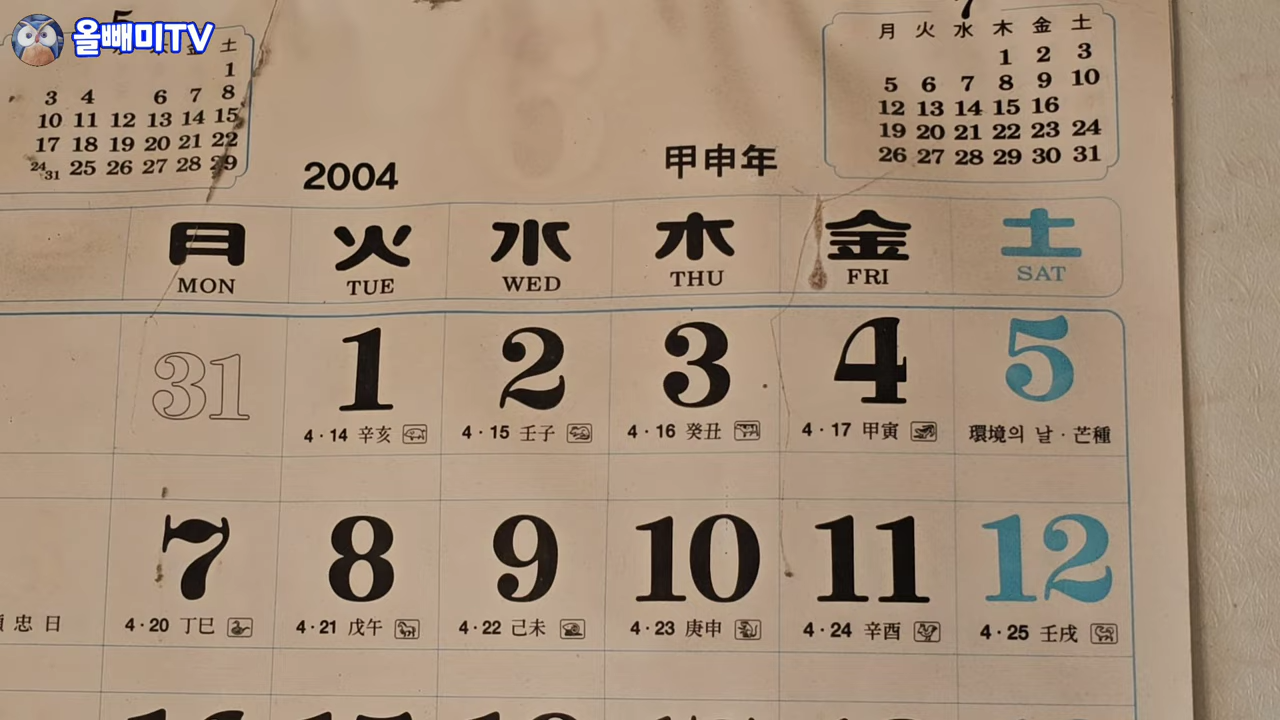 올빼미TV
5
金 土
1
3 4 6 7 8
10 11 12 13 14 15
17 18 19 20 21 22
24 31 25 26 27 28 29
7
月 火 水 木 金 土
1 2 3
5 6 7 8 9 10
12 13 14 15 16
19 20 21 22 23 24
26 27 28 29 30 31
2004 甲申年
月 火 水 木 金 土
MON TUE WED THU FRI SAT
31 1 2 3 4 5
4·14 辛亥 4·15 壬子 4·16 癸丑 4·17 甲寅 環境의 날·芒種
7 8 9 10 11 12
忠日 4·20 丁巳 4·21 戊午 4·22 己未 4·23 庚申 4·24 辛酉 4·25 壬戌